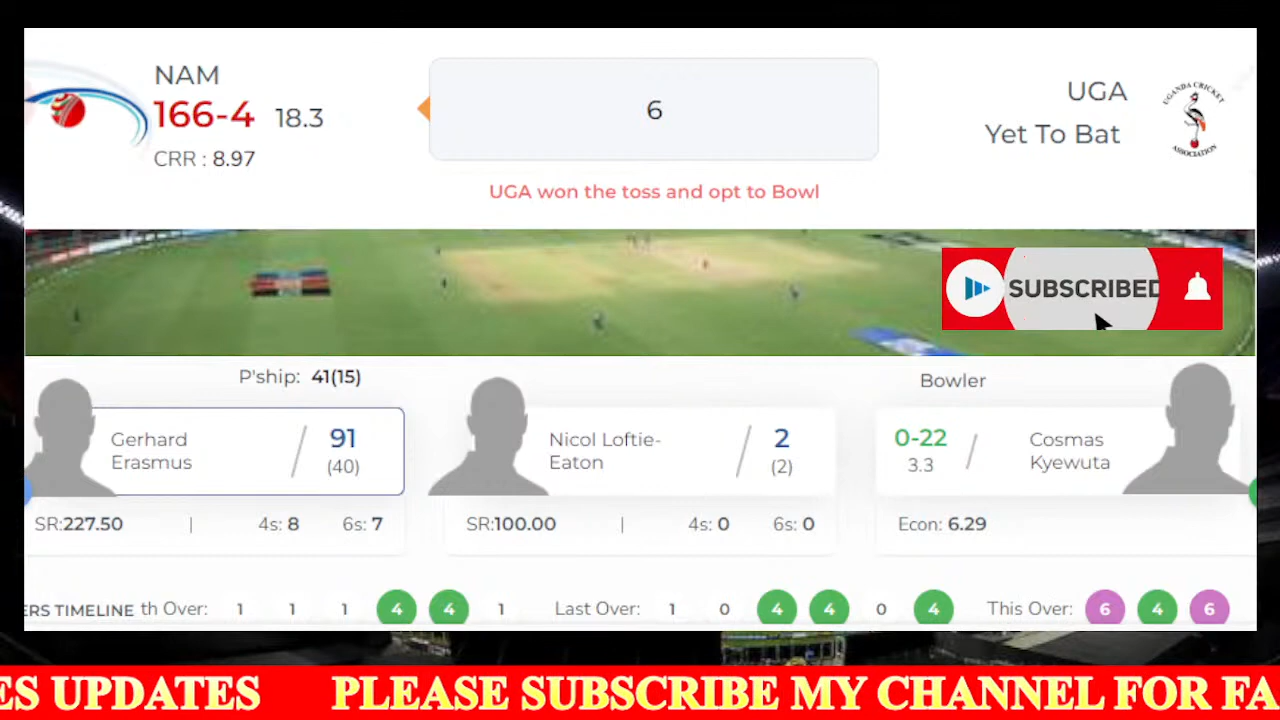 NAM
166-4 18.3
CRR : 8.97
6
UGA won the toss and opt to Bowl
UGA
Yet To Bat
UGANDA CRICKET
ASSOCIATION
SUBSCRIBED
P'ship: 41(15)
Bowler
Gerhard Erasmus
91
(40)
Nicol Loftie-
Eaton
2
(2)
0-22
3.3
Cosmas
Kyewuta
SR:227.50 | 4s: 8 6s: 7
SR:100.00 | 4s: 0 6s: 0
Econ: 6.29
ERS TIMELINE th Over: 1 1 1 4 4 1 Last Over: 1 0 4 4 0 4 This Over: 6 4 6
ES UPDATES PLEASE SUBSCRIBE MY CHANNEL FOR FA